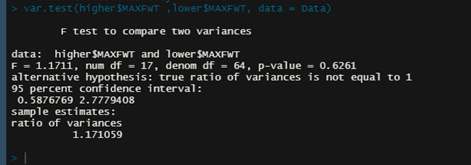 > var.test(higher$MAXFWT ,lower$MAXFWT, data = Data)
F test to compare two variances
data:  higher$MAXFWT and lower$MAXFWT
F = 1.1711, num df = 17, denom df = 64, p-value = 0.6261
alternative hypothesis: true ratio of variances is not equal to 1
95 percent confidence interval:
0.5876769 2.7779408
sample estimates:
ratio of variances
1.171059
>